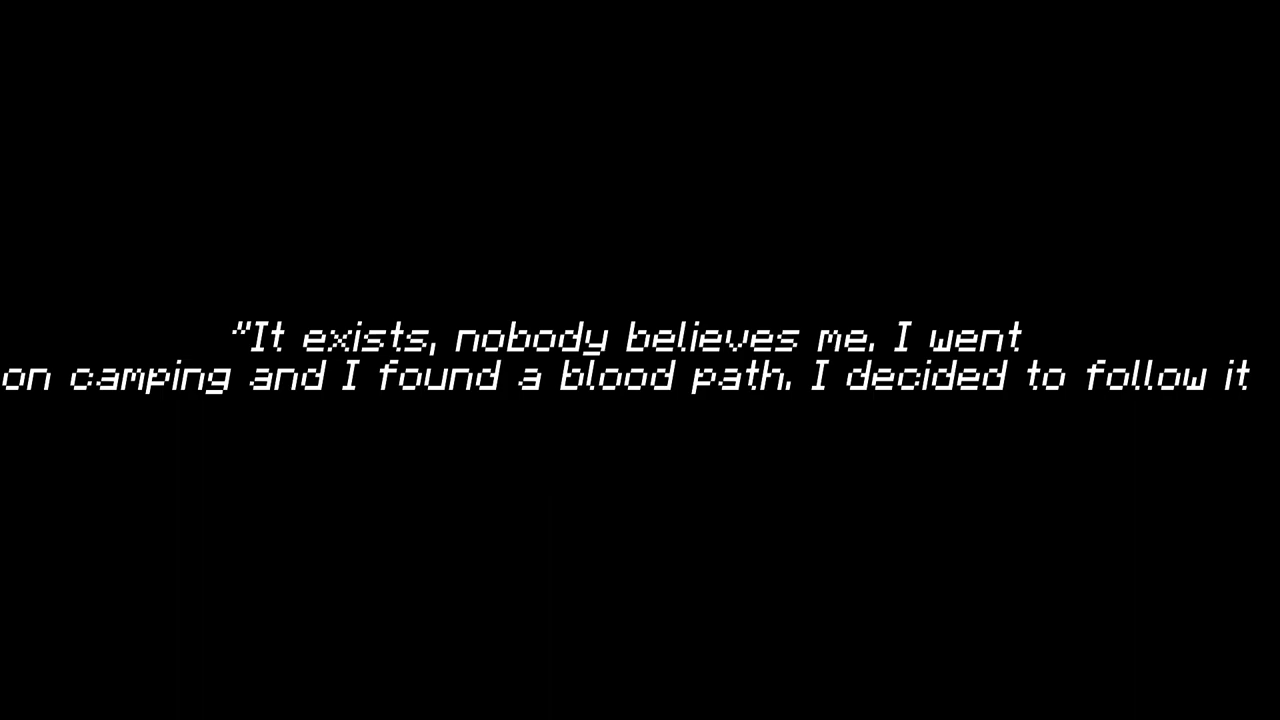 "It exists, nobody believes me. I went
on camping and I found a blood path. I decided to follow it